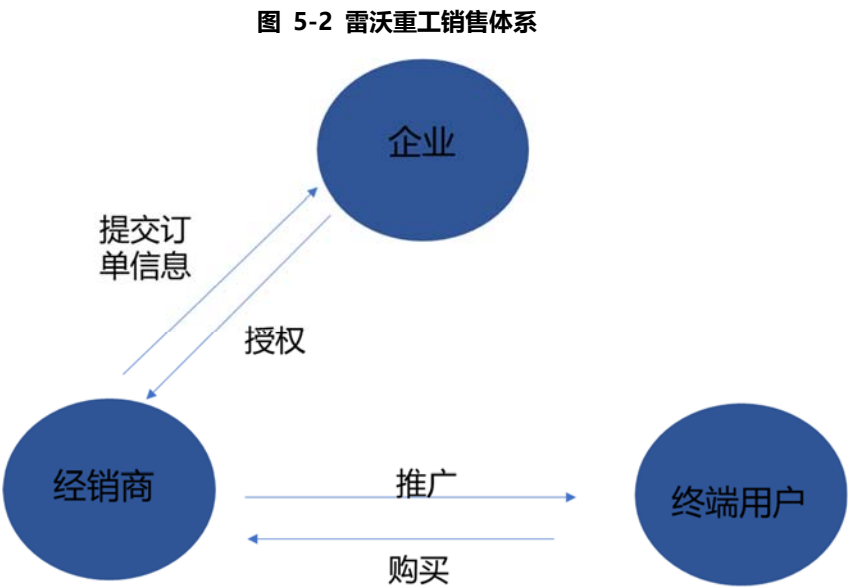 图 5-2 雷沃重工销售体系
企业
提交订
单信息
授权
经销商
推广
终端用户
购买